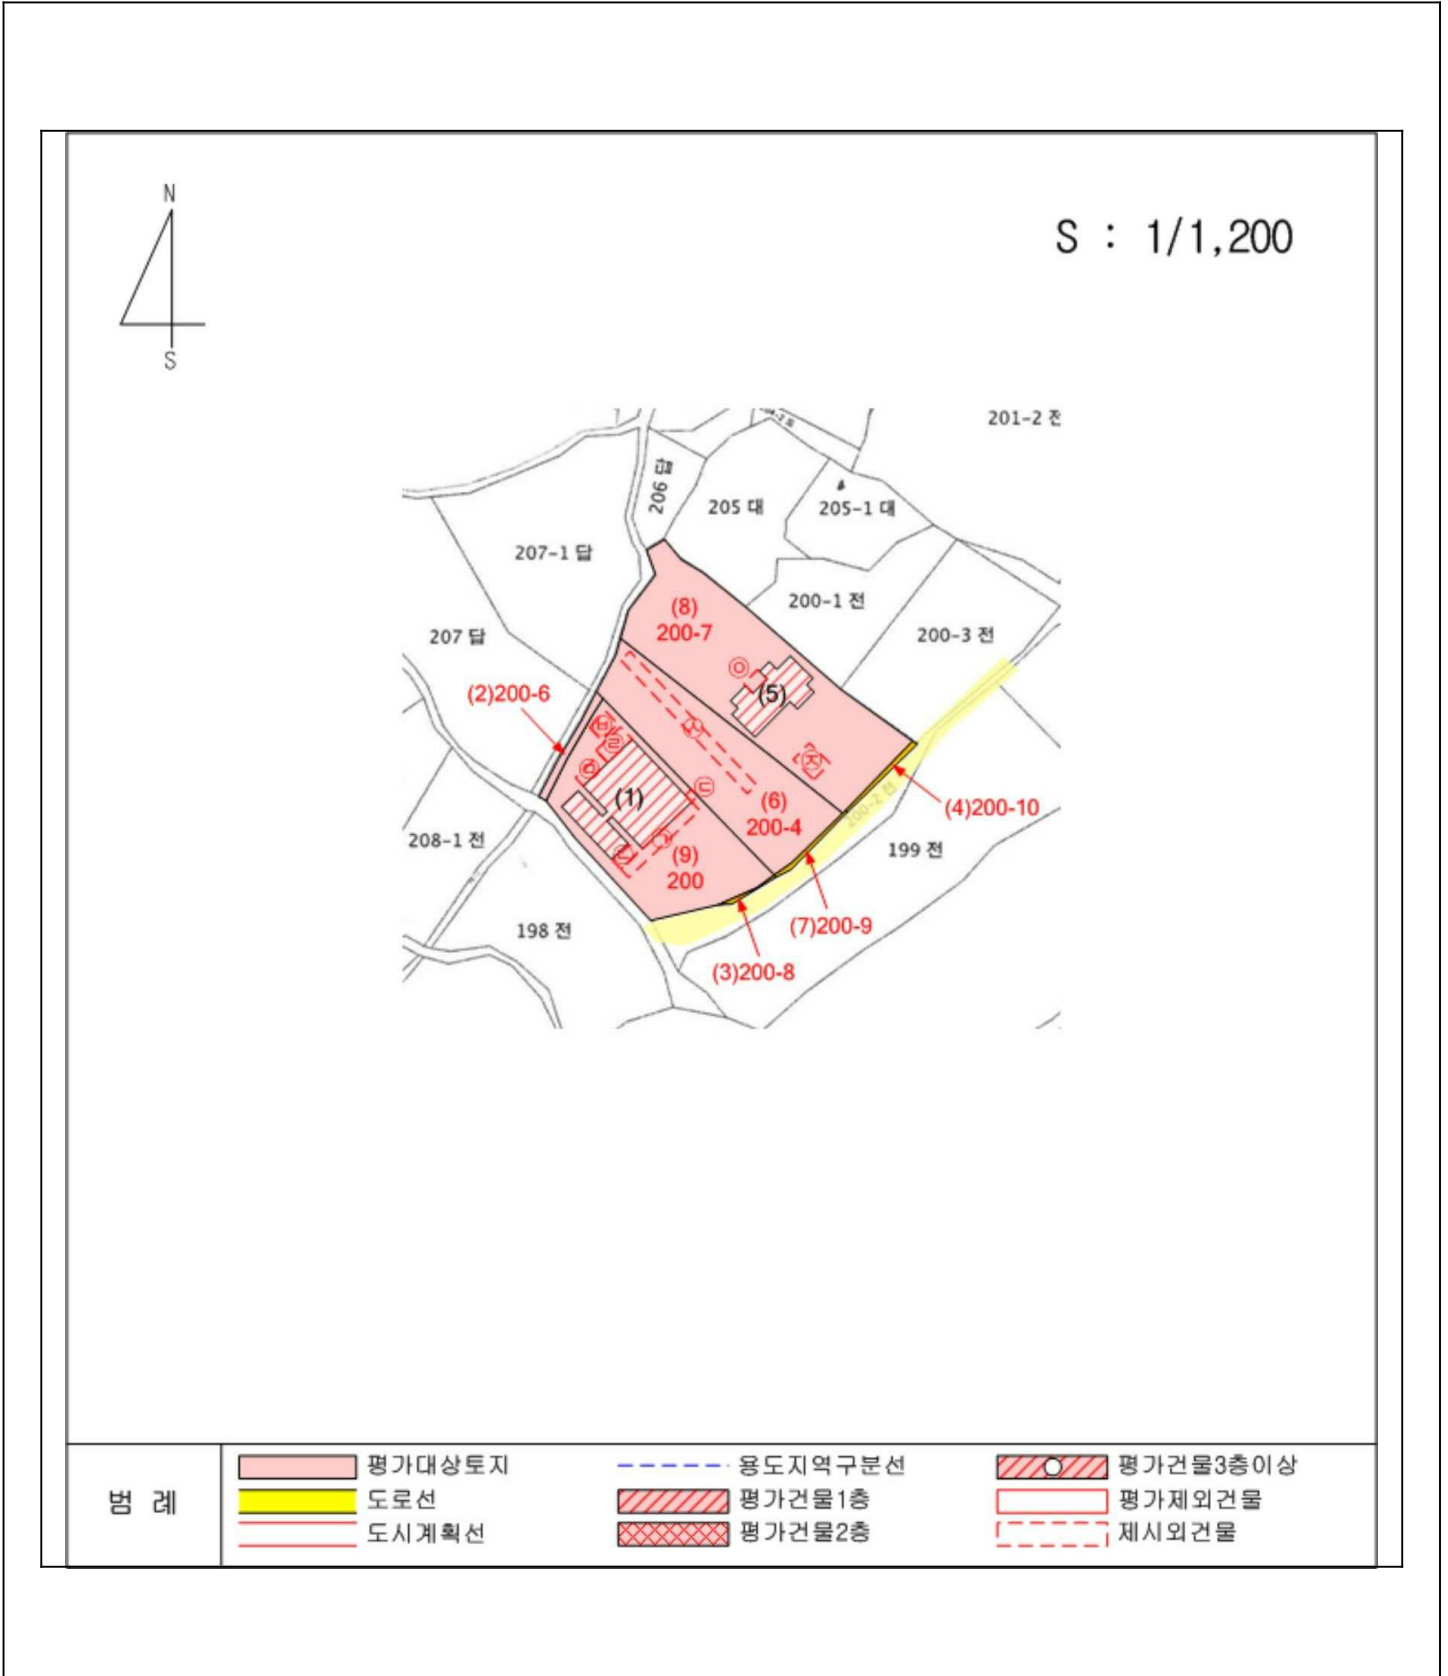 N
S : 1/1,200
S
201-2 전
206 답
205 대
205-1 대
207-1 답
200-1 전
(8)
200-7
200-3 전
207 답
(2)200-6
㉧
(5)
㉥
㉣
㉦
㉤
㉨
㉢
(1)
(6)
200-4
200-2 전
(4)200-10
208-1 전
㉠
㉡
(9)
200
199 전
198 전
(7)200-9
(3)200-8
범 례
평가대상토지
용도지역구분선
평가건물3층이상
도로선
평가건물1층
평가제외건물
도시계획선
평가건물2층
제시외건물